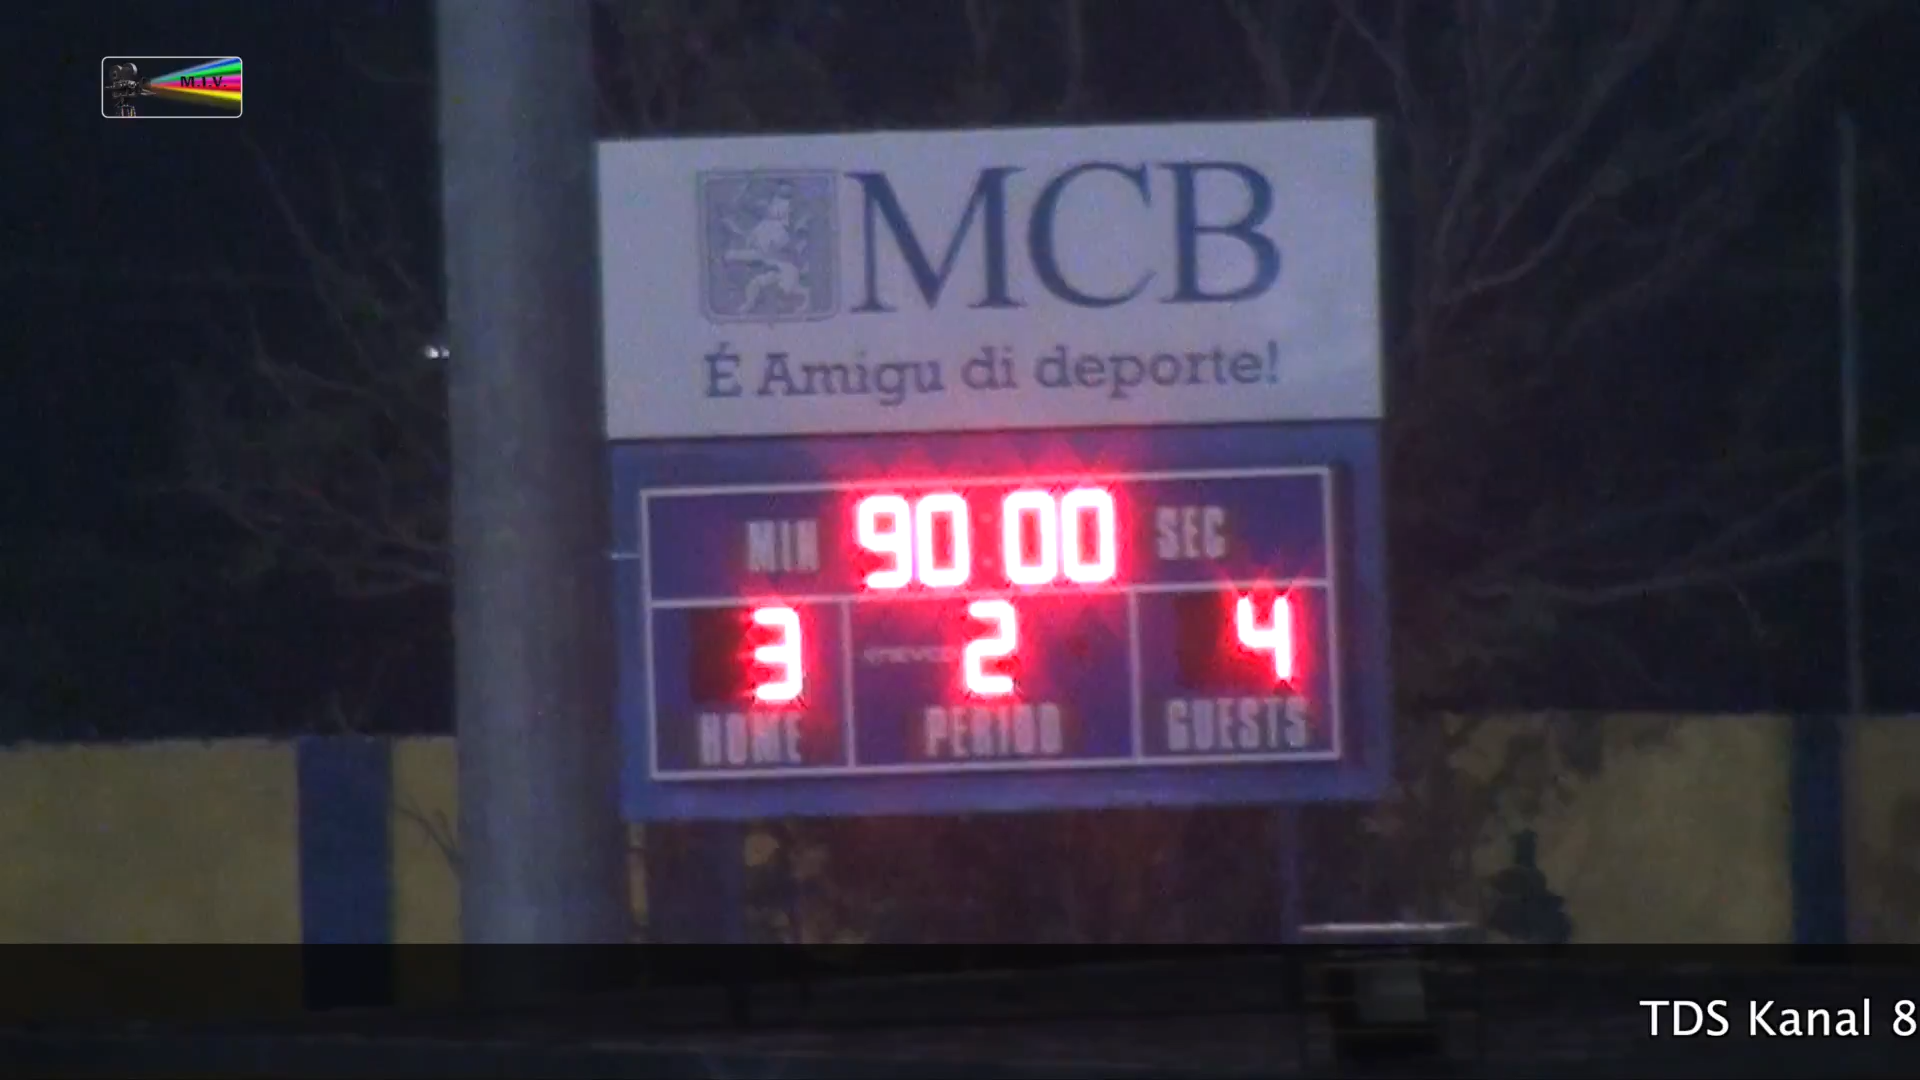 M.I.V.
MCB
É Amigu di deporte!
MIN 90:00 SEC
3 2 4
HOME PERIOD GUESTS
TDS Kanal 8